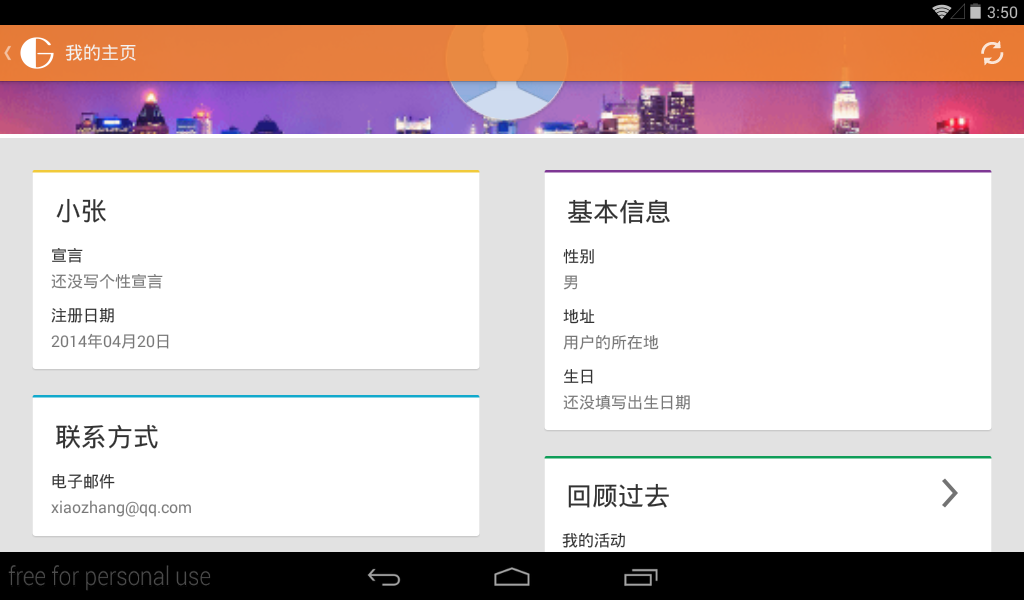 3:50
我的主页
小张
宣言
还没写个性宣言
注册日期
2014年04月20日
联系方式
电子邮件
xiaozhang@qq.com
基本信息
性别
男
地址
用户的所在地
生日
还没填写出生日期
回顾过去
我的活动
free for personal use